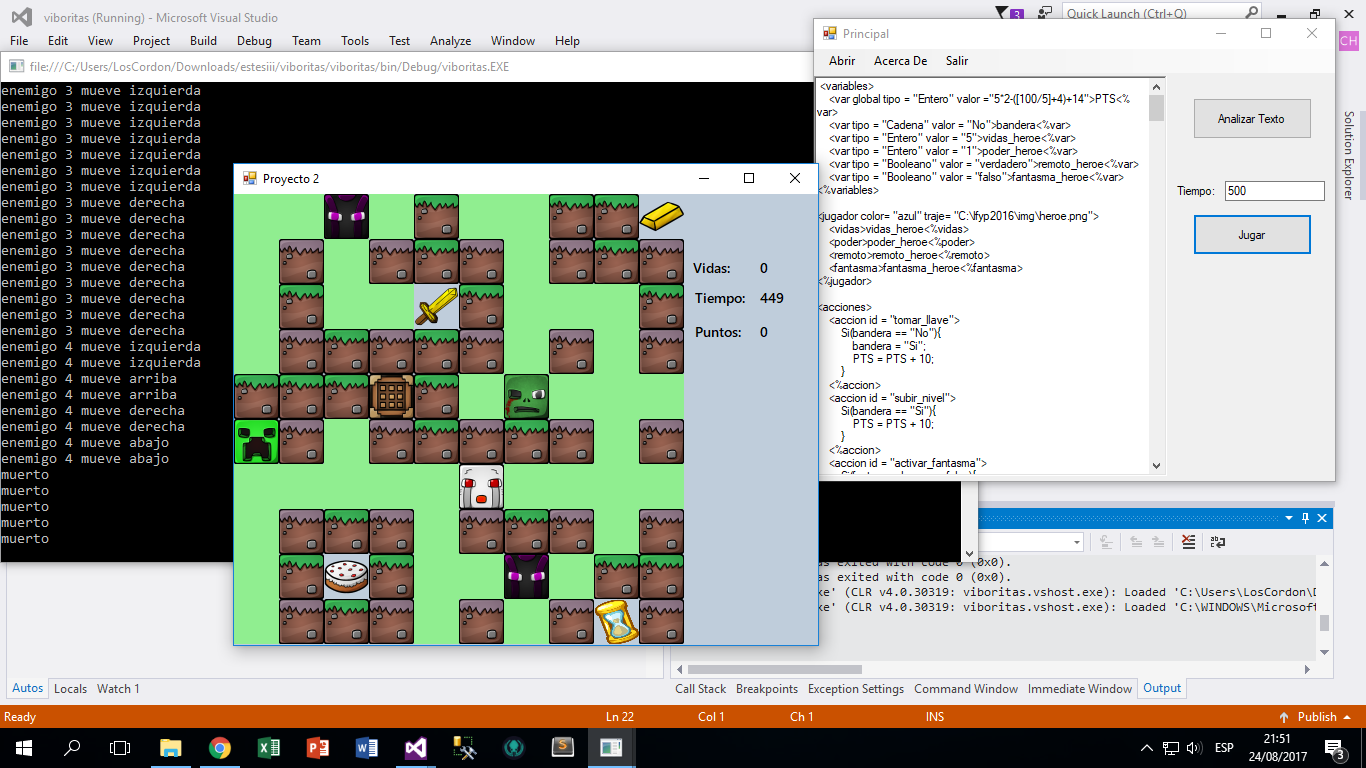 viboritas (Running) - Microsoft Visual Studio
3
Quick Launch (Ctrl+Q)
File Edit View Project Build Debug Team Tools Test Analyze Window Help
CH
file:///C:/Users/LosCordon/Downloads/estesiii/viboritas/viboritas/bin/Debug/viboritas.EXE
enemigo 3 mueve izquierda
enemigo 3 mueve izquierda
enemigo 3 mueve izquierda
enemigo 3 mueve izquierda
enemigo 3 mueve izquierda
enemigo 3 mueve izquierda
enemigo 3 mueve izquierda
enemigo 3 mueve derecha
enemigo 3 mueve derecha
enemigo 3 mueve derecha
enemigo 3 mueve derecha
enemigo 3 mueve derecha
enemigo 3 mueve derecha
enemigo 3 mueve derecha
enemigo 3 mueve derecha
enemigo 3 mueve derecha
enemigo 4 mueve izquierda
enemigo 4 mueve izquierda
enemigo 4 mueve arriba
enemigo 4 mueve arriba
enemigo 4 mueve derecha
enemigo 4 mueve derecha
enemigo 4 mueve abajo
enemigo 4 mueve abajo
muerto
muerto
muerto
muerto
muerto
Proyecto 2
Vidas: 0
Tiempo: 449
Puntos: 0
Principal
Abrir Acerca De Salir
<variables>
<var global tipo = "Entero" valor ="5*2-([100/5]+4)+14">PTS<%
var>
<var tipo = "Cadena" valor = "No">bandera<%var>
<var tipo = "Entero" valor = "5">vidas_heroe<%var>
<var tipo = "Entero" valor = "1">poder_heroe<%var>
<var tipo = "Booleano" valor = "verdadero">remoto_heroe<%var>
<var tipo = "Booleano" valor = "falso">fantasma_heroe<%var>
<%variables>
<jugador color= "azul" traje= "C:\fyp2016\img\heroe.png">
<vidas>vidas_heroe<%vidas>
<poder>poder_heroe<%poder>
<remoto>remoto_heroe<%remoto>
<fantasma>fantasma_heroe<%fantasma>
<%jugador>
<acciones>
<accion id = "tomar_llave">
Si(bandera == "No"){
bandera = "Si";
PTS = PTS + 10;
}
<%accion>
<accion id = "subir_nivel">
Si(bandera == "Si"){
PTS = PTS + 10;
}
<%accion>
<accion id = "activar_fantasma">
Analizar Texto
Tiempo: 500
Jugar
Solution Explorer
as exited with code 0 (0x0).
as exited with code 0 (0x0).
xe' (CLR v4.0.30319: viboritas.vshost.exe): Loaded 'C:\Users\LosCordon\D
xe' (CLR v4.0.30319: viboritas.vshost.exe): Loaded 'C:\WINDOWS\Microsoft
Autos Locals Watch 1
Call Stack Breakpoints Exception Settings Command Window Immediate Window Output
Ready Ln 22 Col 1 Ch 1 INS Publish
ESP
21:51
24/08/2017
3